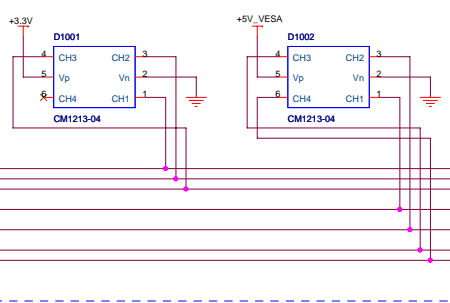 +3.3V
D1001
4 CH3 CH2 3
5 Vp Vn 2
6 CH4 CH1 1
CM1213-04
+5V_VESA
D1002
4 CH3 CH2 3
5 Vp Vn 2
6 CH4 CH1 1
CM1213-04